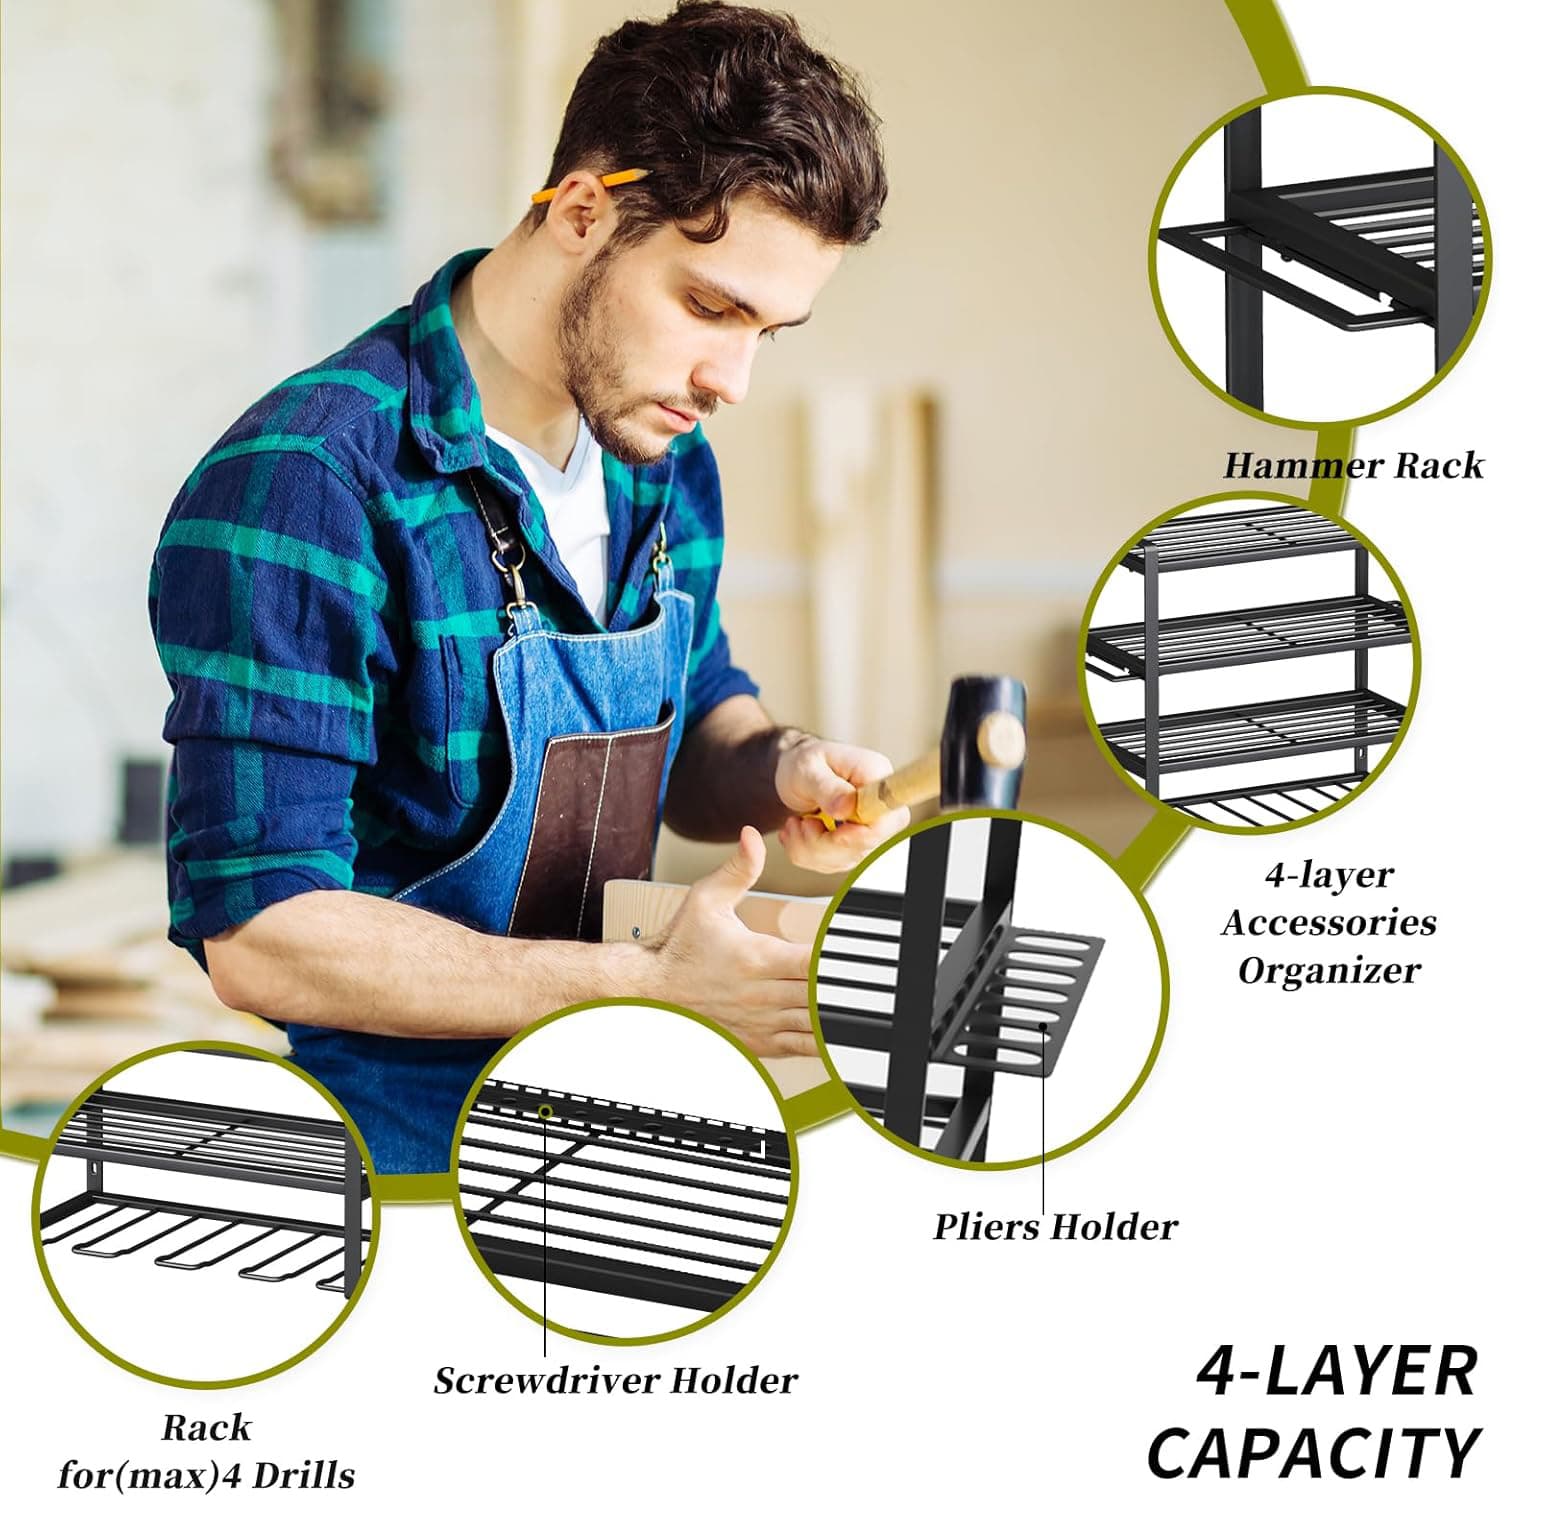 Hammer Rack
4-layer
Accessories
Organizer
Pliers Holder
Screwdriver Holder
Rack
for(max)4 Drills
4-LAYER
CAPACITY